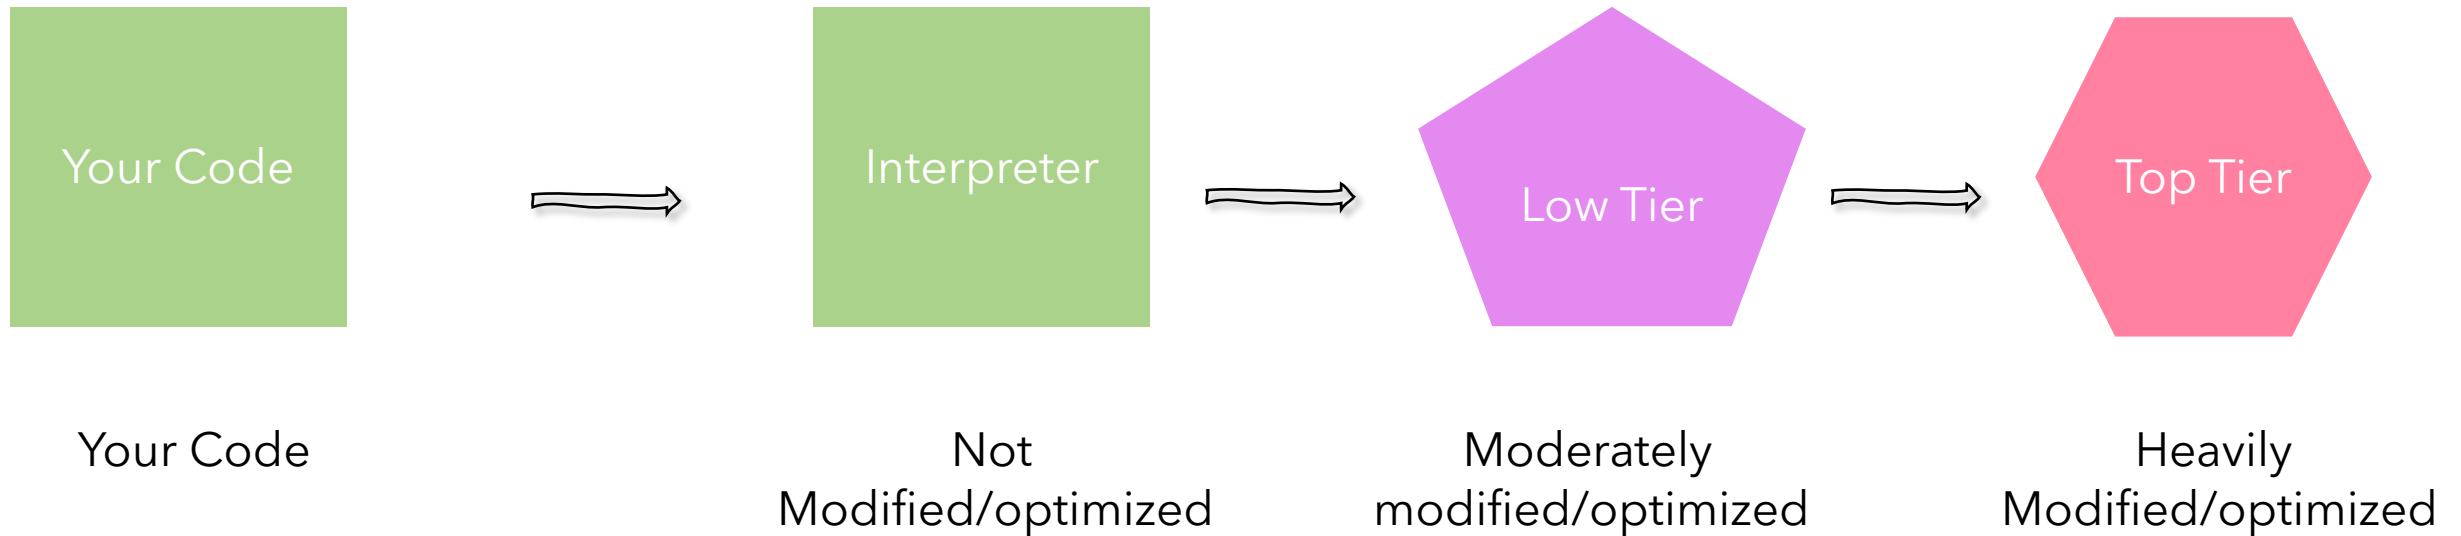 Your Code
Interpreter
Low Tier
Top Tier
Your Code
Not
Modified/optimized
Moderately
modified/optimized
Heavily
Modified/optimized